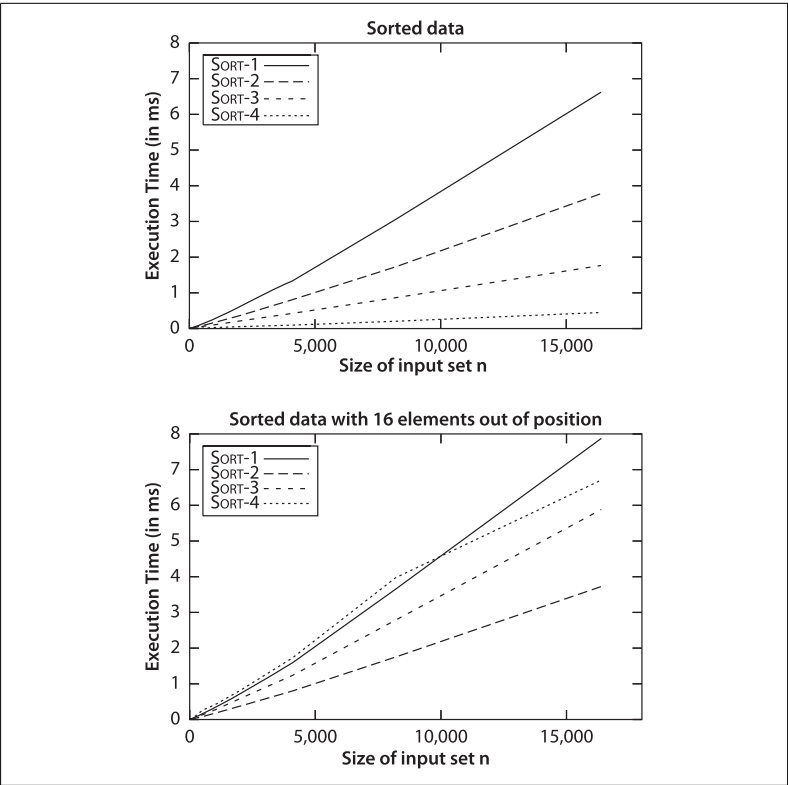 Sorted data
8
7
6
5
4
3
2
1
0
Execution Time (in ms)
SORT-1
SORT-2
SORT-3
SORT-4
0 5,000 10,000 15,000
Size of input set n
Sorted data with 16 elements out of position
8
7
6
5
4
3
2
1
0
Execution Time (in ms)
SORT-1
SORT-2
SORT-3
SORT-4
0 5,000 10,000 15,000
Size of input set n